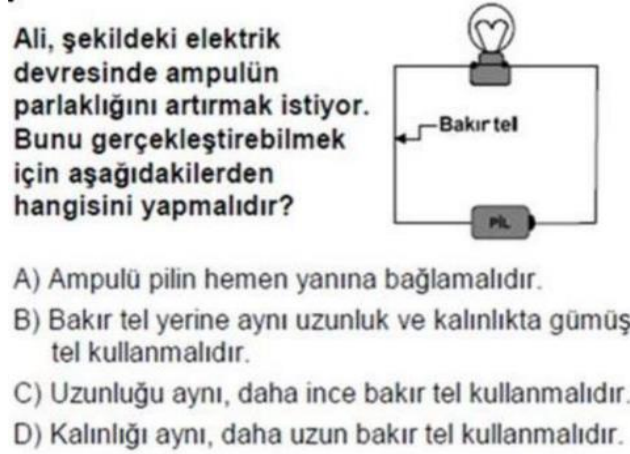 Ali, şekildeki elektrik
devresinde ampulün
parlaklığını artırmak istiyor.
Bunu gerçekleştirebilmek
için aşağıdakilerden
hangisini yapmalıdır?
Bakır tel
PİL
A) Ampulü pilin hemen yanına bağlamalıdır.
B) Bakır tel yerine aynı uzunluk ve kalınlıkta gümüş
tel kullanmalıdır.
C) Uzunluğu aynı, daha ince bakır tel kullanmalıdır.
D) Kalınlığı aynı, daha uzun bakır tel kullanmalıdır.